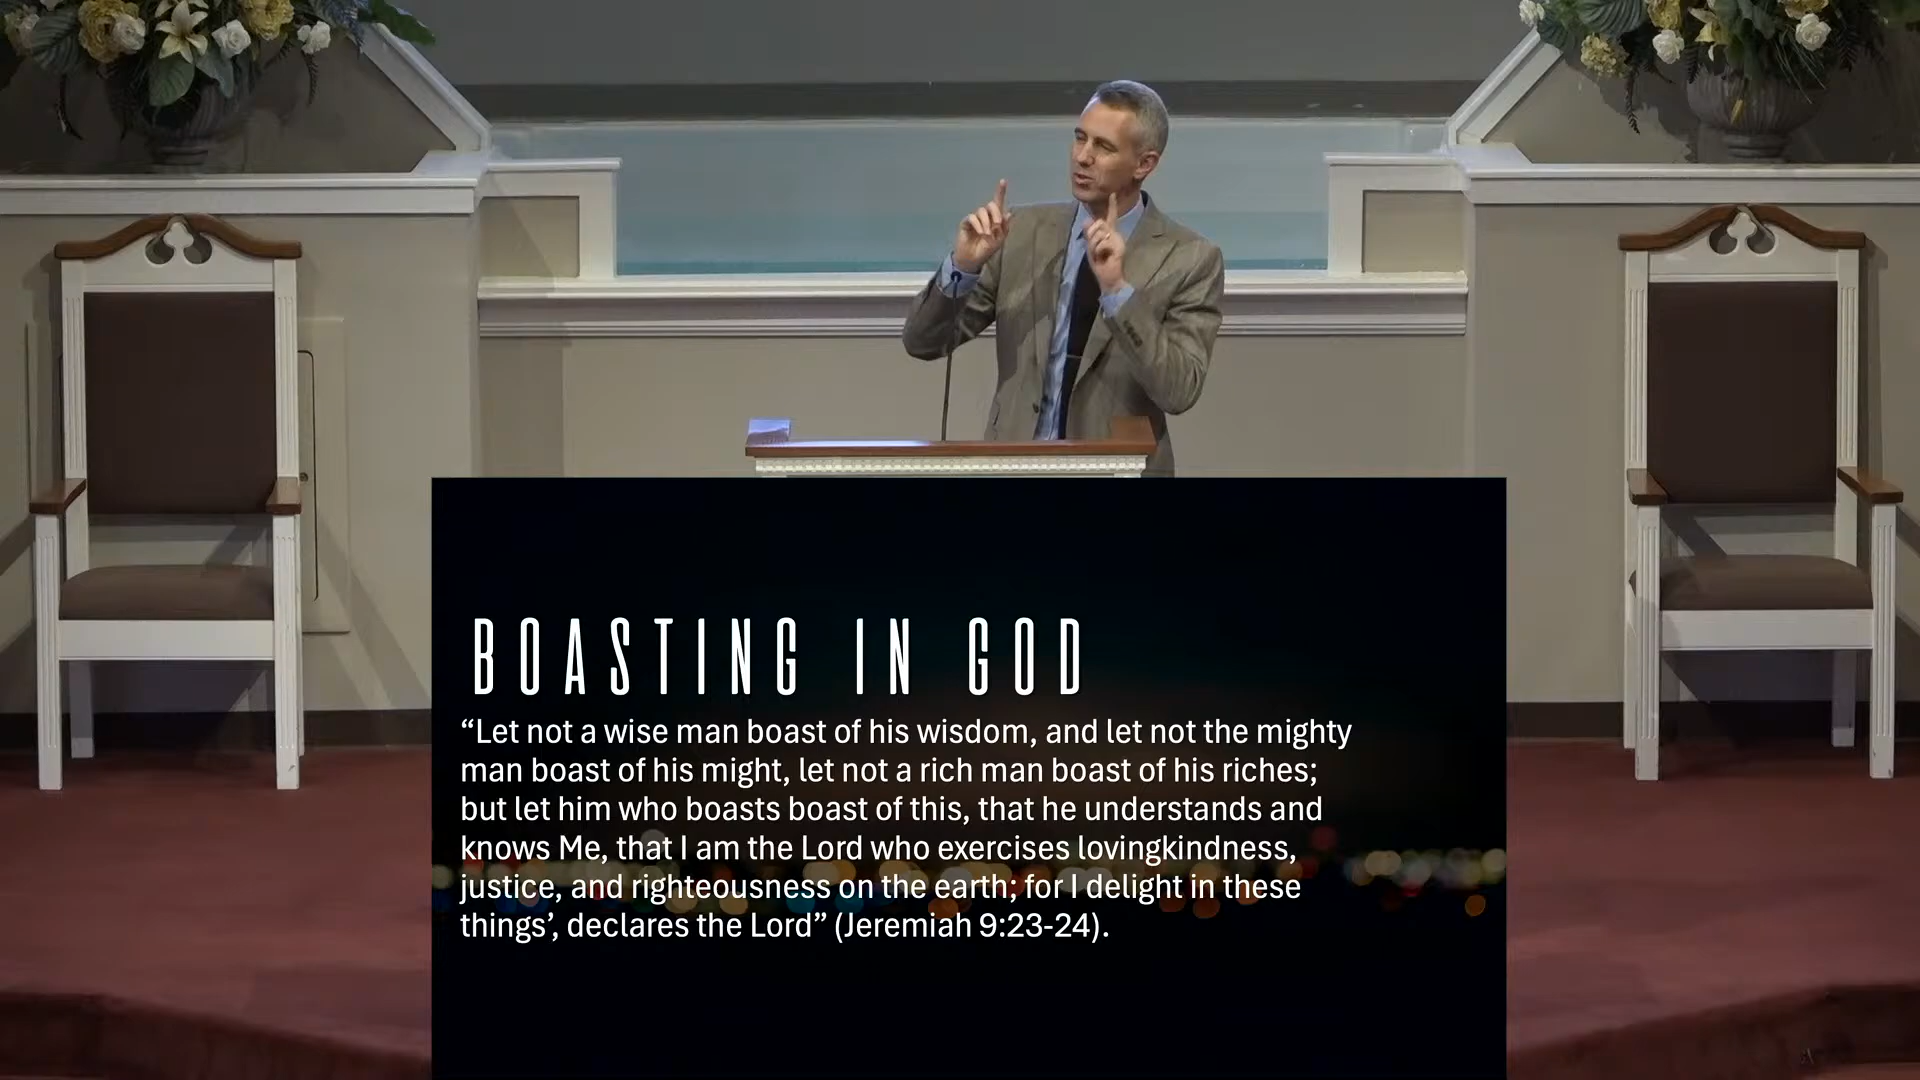 BOASTING IN GOD
“Let not a wise man boast of his wisdom, and let not the mighty
man boast of his might, let not a rich man boast of his riches;
but let him who boasts boast of this, that he understands and
knows Me, that I am the Lord who exercises lovingkindness,
justice, and righteousness on the earth; for I delight in these
things’, declares the Lord” (Jeremiah 9:23-24).